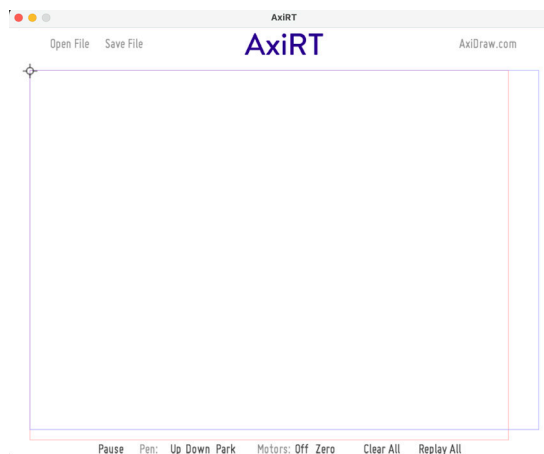 AxiRT
Open File Save File AxiRT AxiDraw.com
Pause Pen: Up Down Park Motors: Off Zero Clear All Replay All